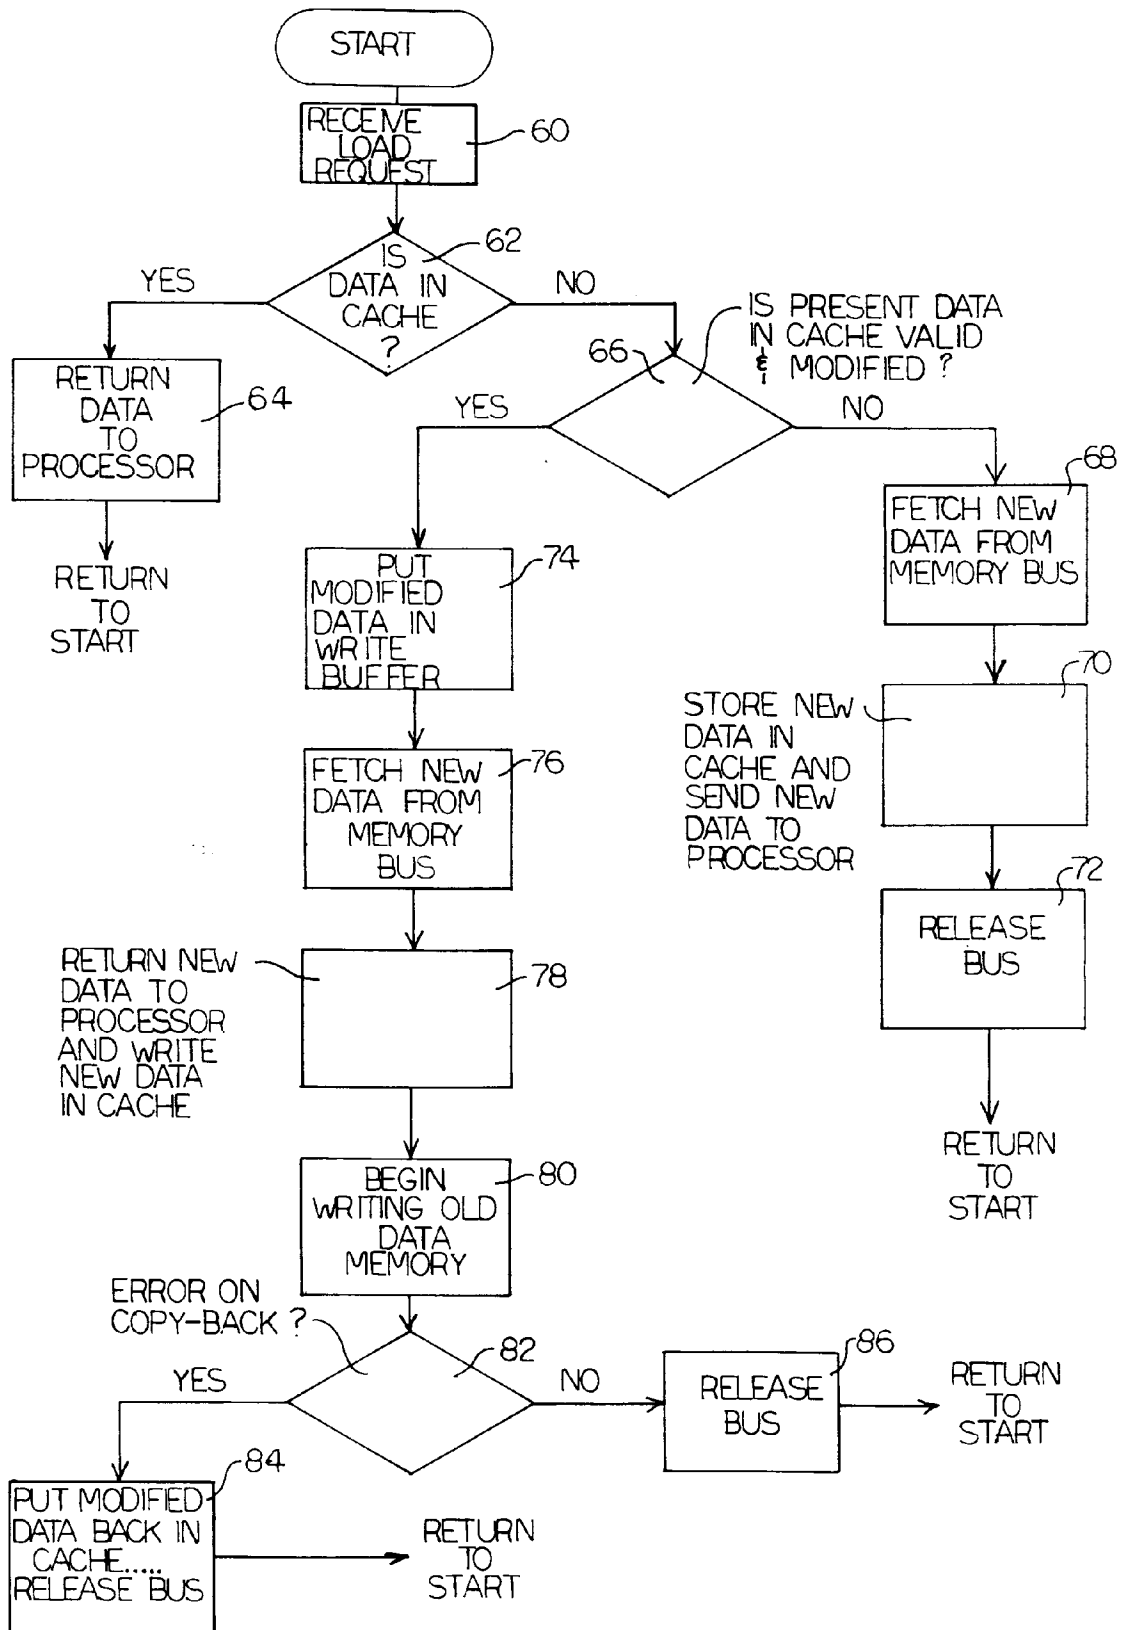 START
RECEIVE
LOAD
REQUEST
60
IS
DATA IN
CACHE
?
62
YES
NO
RETURN
DATA
TO
PROCESSOR
64
RETURN
TO
START
IS PRESENT DATA
IN CACHE VALID
& MODIFIED ?
66
YES
NO
68
FETCH NEW
DATA FROM
MEMORY BUS
PUT
MODIFIED
DATA IN
WRITE
BUFFER
74
70
STORE NEW
DATA IN
CACHE AND
SEND NEW
DATA TO
PROCESSOR
FETCH NEW
DATA FROM
MEMORY
BUS
76
72
RELEASE
BUS
RETURN
TO
START
RETURN NEW
DATA TO
PROCESSOR
AND WRITE
NEW DATA
IN CACHE
78
BEGIN
WRITING OLD
DATA
MEMORY
80
ERROR ON
COPY-BACK ?
82
YES
NO
86
RELEASE
BUS
RETURN
TO
START
84
PUT MODIFIED
DATA BACK IN
CACHE.....
RELEASE BUS
RETURN
TO
START